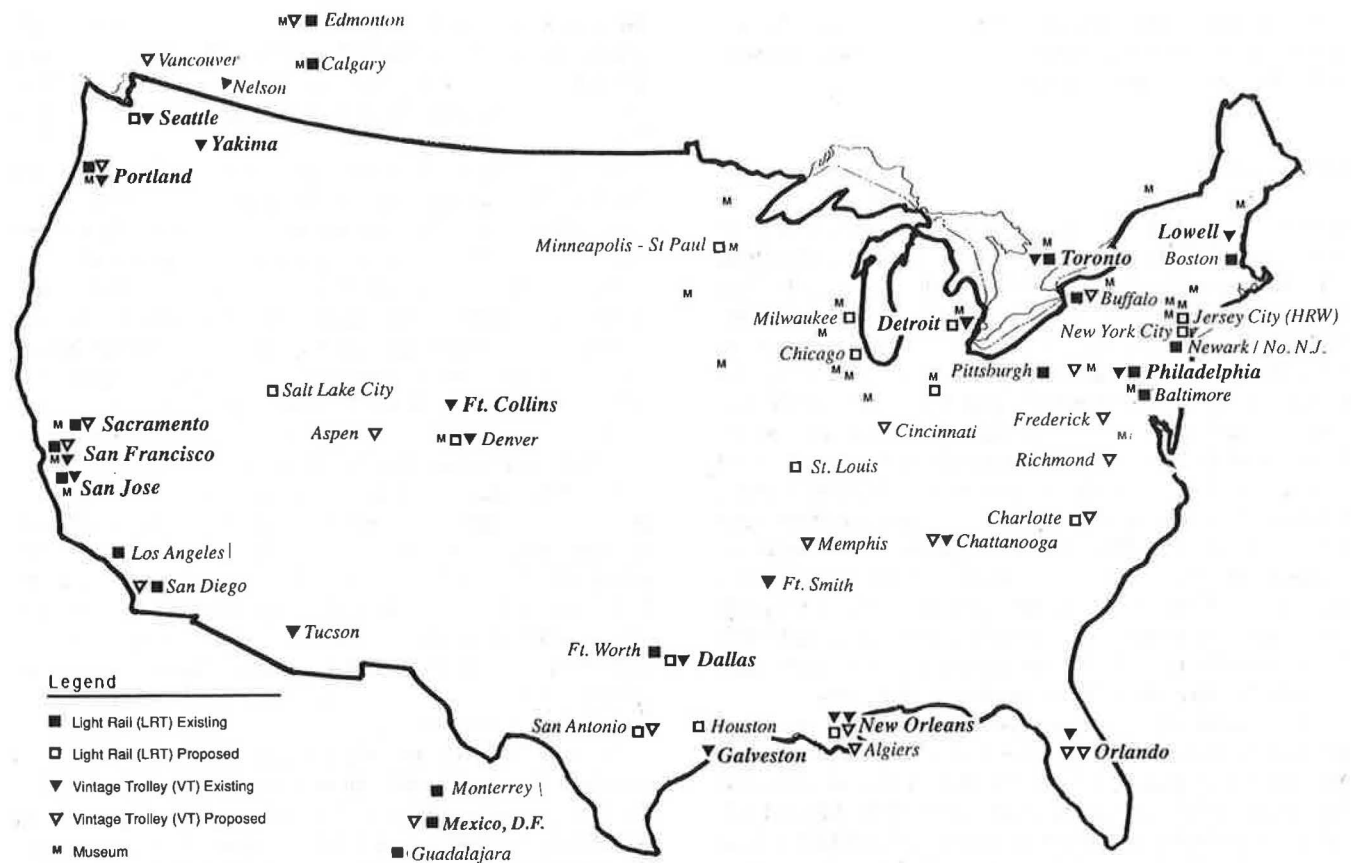 M Edmonton
Vancouver
M Calgary
Nelson
Seattle
Yakima
M Portland
M
M
M
Lowell
Minneapolis - St Paul M
M
Toronto
Boston
M
M
M
M
Buffalo
M
M
M
Milwaukee
M
Detroit
M
Jersey City (HRW)
New York City
Chicago
Newark / No. N.J.
M
M
M
M
Pittsburgh
M
Philadelphia
M
Baltimore
Salt Lake City
M
Ft. Collins
M Sacramento
Aspen
M Denver
Cincinnati
Frederick
M
M San Francisco
St. Louis
Richmond
M San Jose
Charlotte
Los Angeles
Memphis
Chattanooga
San Diego
Ft. Smith
Tucson
Ft. Worth
Dallas
San Antonio
Houston
New Orleans
Galveston
Algiers
Orlando
Monterrey
Mexico, D.F.
Guadalajara
Legend
Light Rail (LRT) Existing
Light Rail (LRT) Proposed
Vintage Trolley (VT) Existing
Vintage Trolley (VT) Proposed
M Museum